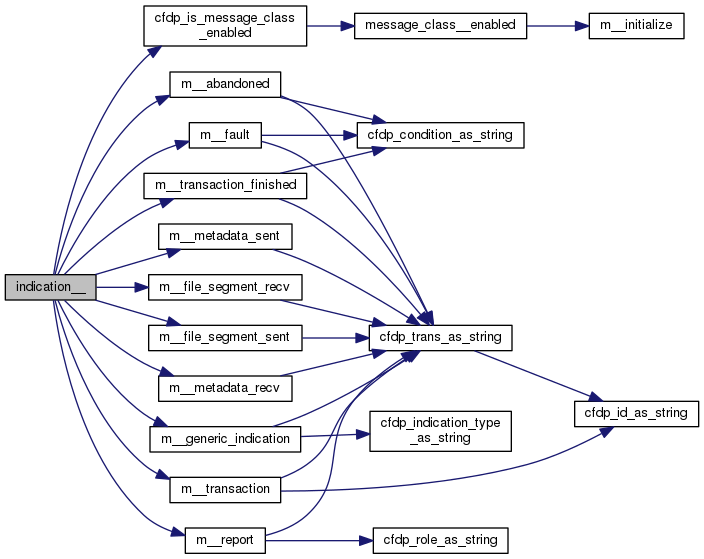 cfdp_is_message_class
_enabled
message_class__enabled
m__initialize
m__abandoned
m__fault
cfdp_condition_as_string
m__transaction_finished
m__metadata_sent
indication__
m__file_segment_recv
m__file_segment_sent
cfdp_trans_as_string
m__metadata_recv
cfdp_id_as_string
m__generic_indication
cfdp_indication_type
_as_string
m__transaction
m__report
cfdp_role_as_string